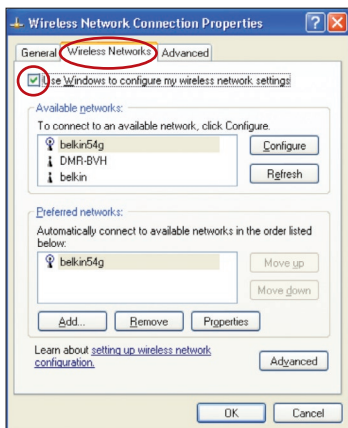 Wireless Network Connection Properties
General Wireless Networks Advanced
Use Windows to configure my wireless network settings
Available networks:
To connect to an available network, click Configure.
belkin54g
DMR-BVH
belkin
Configure
Refresh
Preferred networks:
Automatically connect to available networks in the order listed
below:
belkin54g
Move up
Move down
Add... Remove Properties
Learn about setting up wireless network
configuration.
Advanced
OK Cancel